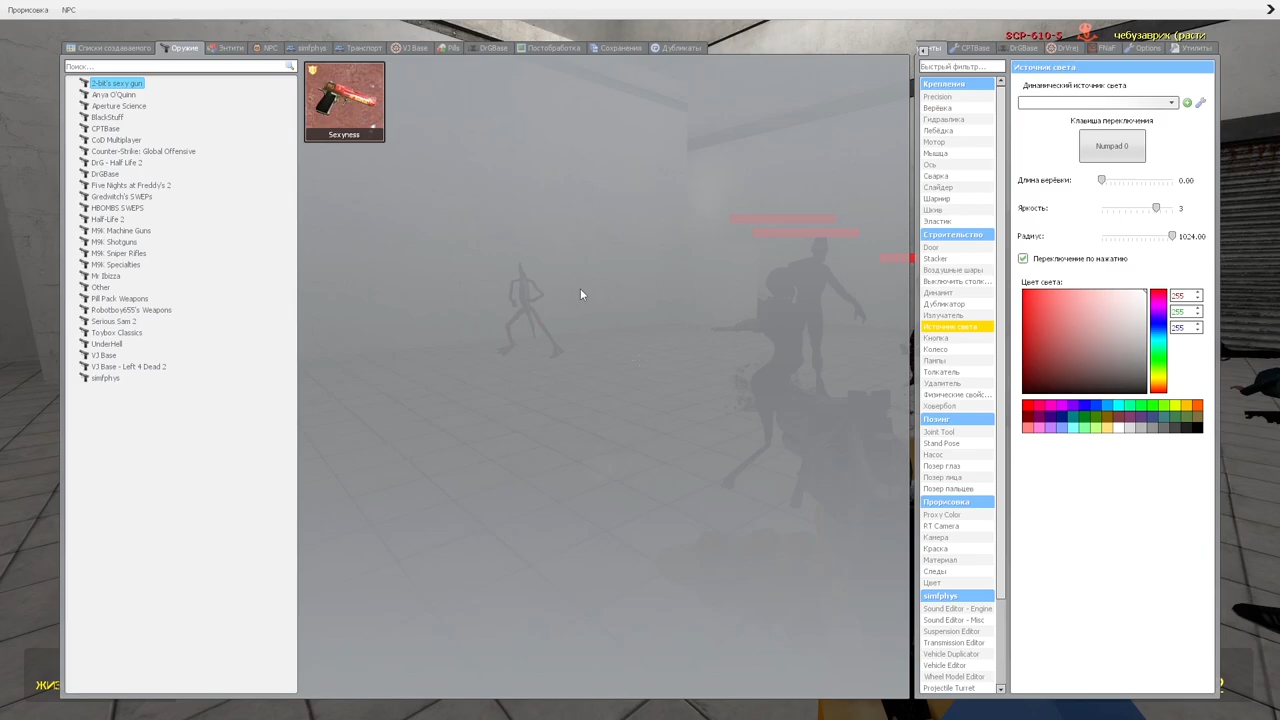 Прорисовка NPC
SCP-610-S чебузаврик (расти
Списки создаваемого Оружие Энтити NPC simfphys Транспорт VJ Base Pills DrGBase Постобработка Сохранения Дубликаты
нты CPTBase DrGBase DrVrej FNaF Options Утилиты
Поиск...
2-bit's sexy gun
Anya O'Quinn
Aperture Science
BlackStuff
CPTBase
CoD Multiplayer
Counter-Strike: Global Offensive
DrG - Half Life 2
DrGBase
Five Nights at Freddy's 2
Gredwitch's SWEPs
HBOMBS SWEPS
Half-Life 2
M9K Machine Guns
M9K Shotguns
M9K Sniper Rifles
M9K Specialties
Mr Ibizza
Other
Pill Pack Weapons
Robotboy655's Weapons
Serious Sam 2
Toybox Classics
UnderHell
VJ Base
VJ Base - Left 4 Dead 2
simfphys
Sexyness
Быстрый фильтр...
Крепления
Precision
Верёвка
Гидравлика
Лебёдка
Мотор
Мышца
Ось
Сварка
Слайдер
Шарнир
Шкив
Эластик
Строительство
Door
Stacker
Воздушные шары
Выключить столк...
Динамит
Дубликатор
Излучатель
Источник света
Кнопка
Колесо
Лампы
Толкатель
Удалитель
Физические свойс...
Ховербол
Позинг
Joint Tool
Stand Pose
Насос
Позер глаз
Позер лица
Позер пальцев
Прорисовка
Proxy Color
RT Camera
Камера
Краска
Материал
Следы
Цвет
simfphys
Sound Editor - Engine
Sound Editor - Misc
Suspension Editor
Transmission Editor
Vehicle Duplicator
Vehicle Editor
Wheel Model Editor
Projectile Turret
Источник света
Динамический источник света
Клавиша переключения
Numpad 0
Длина верёвки: 0.00
Яркость: 3
Радиус: 1024.00
Переключение по нажатию
Цвет света:
255
255
255